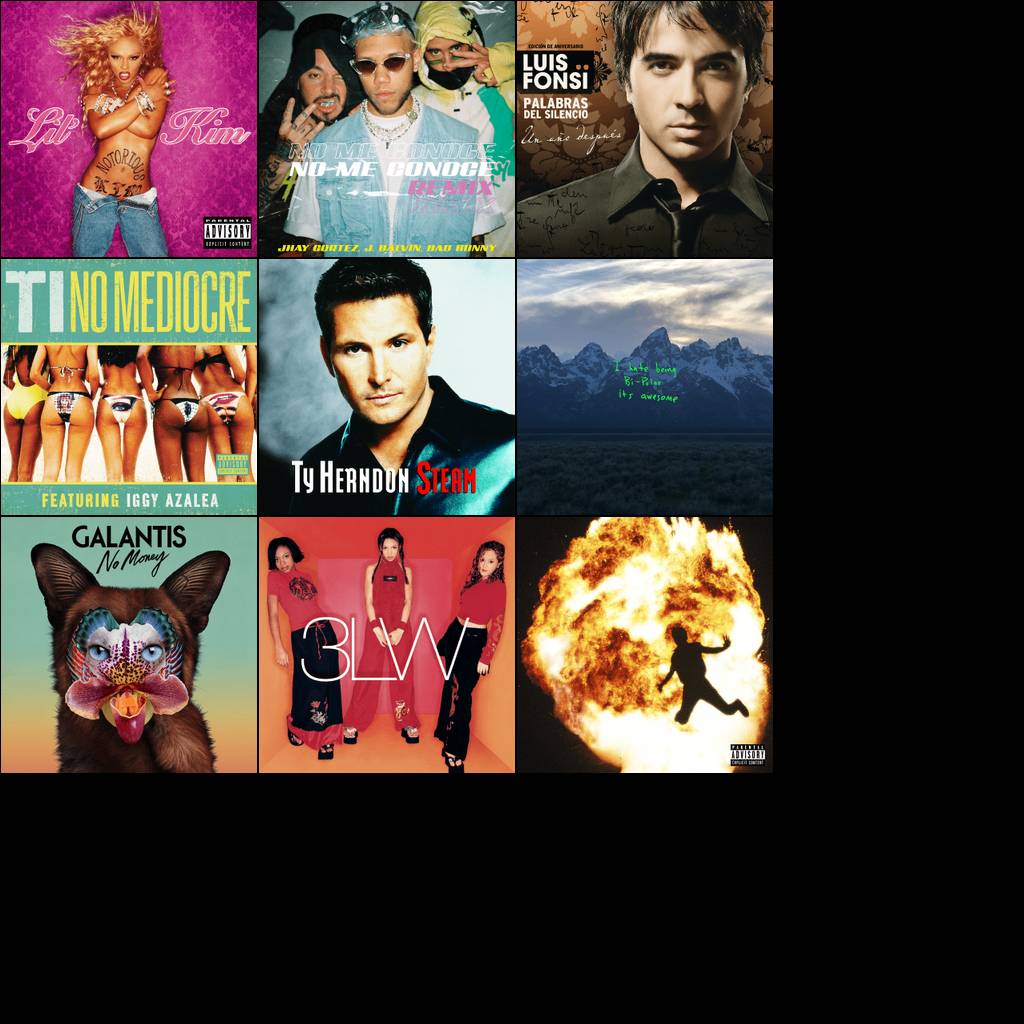 Lil' Kim
NOTORIOUS
K.I.M.
PARENTAL
ADVISORY
EXPLICIT CONTENT
NO ME CONOCE
NO ME CONOCE
REMIX
JHAY CORTEZ, J. BALVIN, BAD BUNNY
EDICIÓN DE ANIVERSARIO
LUIS
FONSI
PALABRAS
DEL SILENCIO
Un año después
TI NO MEDIOCRE
PARENTAL
ADVISORY
EXPLICIT CONTENT
FEATURING IGGY AZALEA
TY HERNDON STEAM
I hate being
Bi-Polar
its awesome
GALANTIS
No Money
3LW
PARENTAL
ADVISORY
EXPLICIT CONTENT